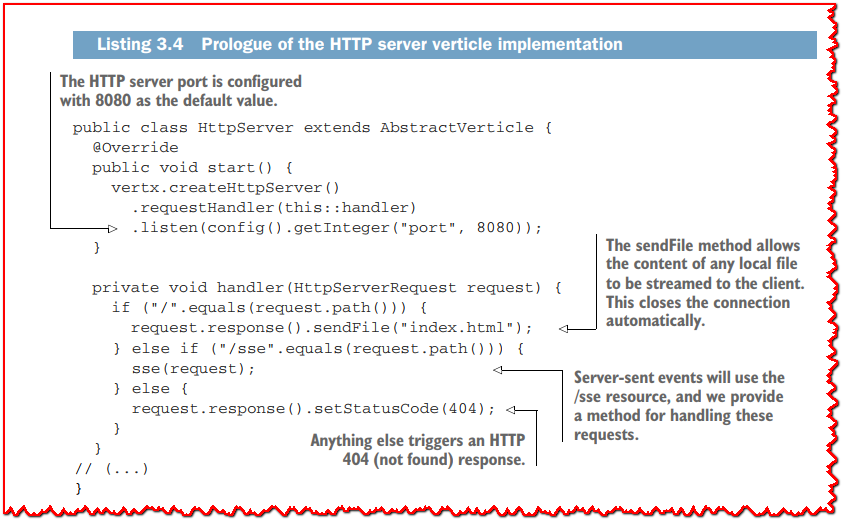 Listing 3.4 Prologue of the HTTP server verticle implementation
The HTTP server port is configured
with 8080 as the default value.
public class HttpServer extends AbstractVerticle {
@Override
public void start() {
vertx.createHttpServer()
.requestHandler(this::handler)
.listen(config().getInteger("port", 8080));
}
The sendFile method allows
the content of any local file
to be streamed to the client.
This closes the connection
automatically.
private void handler(HttpServerRequest request) {
if ("/".equals(request.path())) {
request.response().sendFile("index.html");
} else if ("/sse".equals(request.path())) {
sse(request);
} else {
request.response().setStatusCode(404);
}
}
// (...)
}
Server-sent events will use the
/sse resource, and we provide
a method for handling these
requests.
Anything else triggers an HTTP
404 (not found) response.